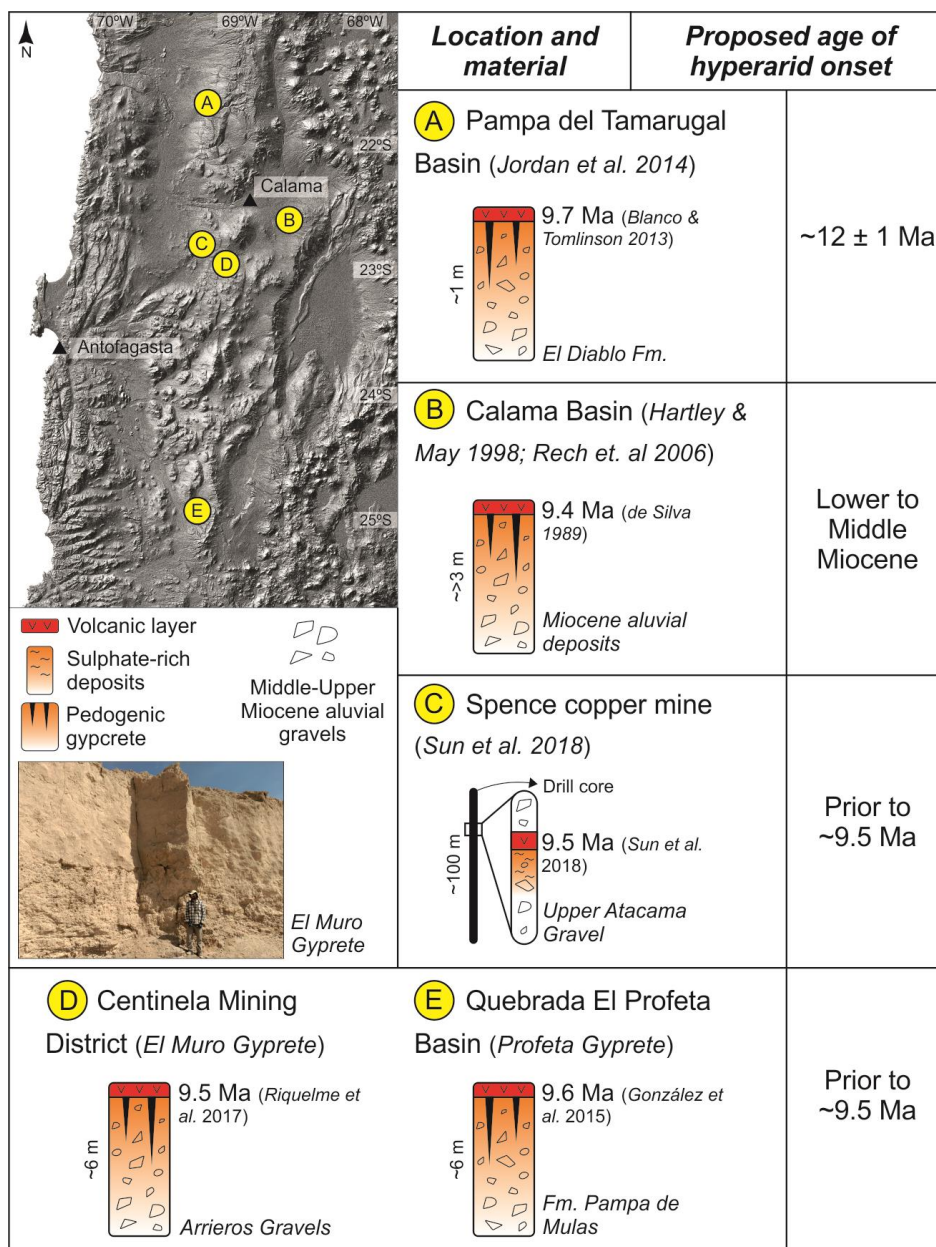 70ºW
69ºW
68ºW
N
A
22ºS
Calama
B
C
D
23ºS
Antofagasta
24ºS
E
25ºS
Volcanic layer
Sulphate-rich
deposits
Pedogenic
gypcrete
Middle-Upper
Miocene aluvial
gravels
El Muro
Gyprete
Location and
material
Proposed age of
hyperarid onset
A Pampa del Tamarugal
Basin (Jordan et al. 2014)
9.7 Ma (Blanco &
Tomlinson 2013)
~1 m
El Diablo Fm.
~12 ± 1 Ma
B Calama Basin (Hartley &
May 1998; Rech et. al 2006)
9.4 Ma (de Silva
1989)
~>3 m
Miocene aluvial
deposits
Lower to
Middle
Miocene
C Spence copper mine
(Sun et al. 2018)
Drill core
9.5 Ma (Sun et al.
2018)
~100 m
Upper Atacama
Gravel
Prior to
~9.5 Ma
D Centinela Mining
District (El Muro Gyprete)
9.5 Ma (Riquelme et
al. 2017)
~6 m
Arrieros Gravels
E Quebrada El Profeta
Basin (Profeta Gyprete)
9.6 Ma (González et
al. 2015)
~6 m
Fm. Pampa de
Mulas
Prior to
~9.5 Ma